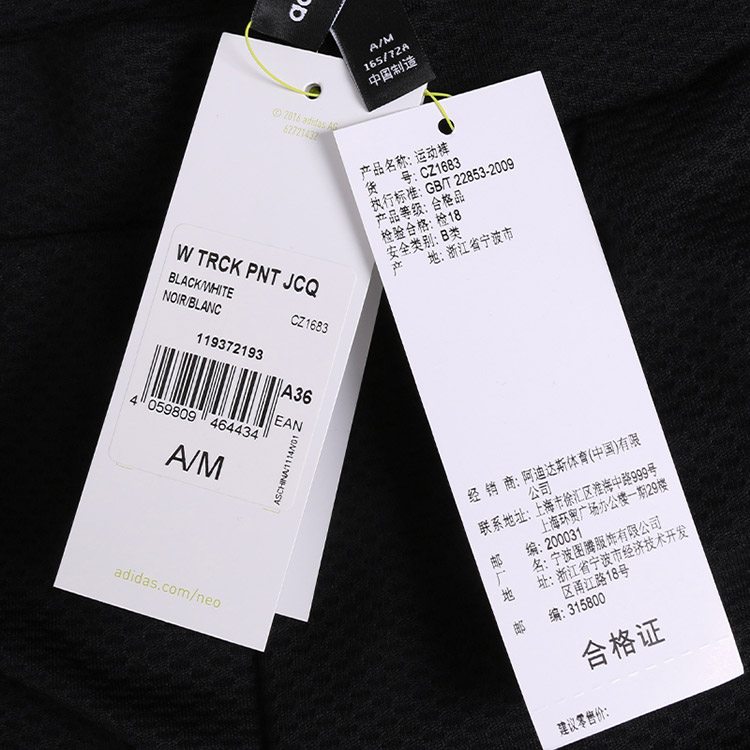 ad
A/M
165/72A
中国制造
© 2016 adidas AG
62721432
W TRCK PNT JCQ
BLACK/WHITE
NOIR/BLANC
CZ1683
119372193
A36
4 059809 464434
EAN
A/M
ASCHINA/1114/N01
adidas.com/neo
产品名称: 运动裤
货 号: CZ1683
执行标准: GB/T 22853-2009
产品等级: 合格品
检验合格: 检18
安全类别: B类
产 地: 浙江省宁波市
经 销 商: 阿迪达斯体育(中国)有限
公司
联系地址: 上海市徐汇区淮海中路999号
上海环贸广场办公楼一期29楼
邮 编: 200031
厂 名: 宁波图腾服饰有限公司
地 址: 浙江省宁波市经济技术开发
区再江路18号
邮 编: 315800
合格证
建议零售价: